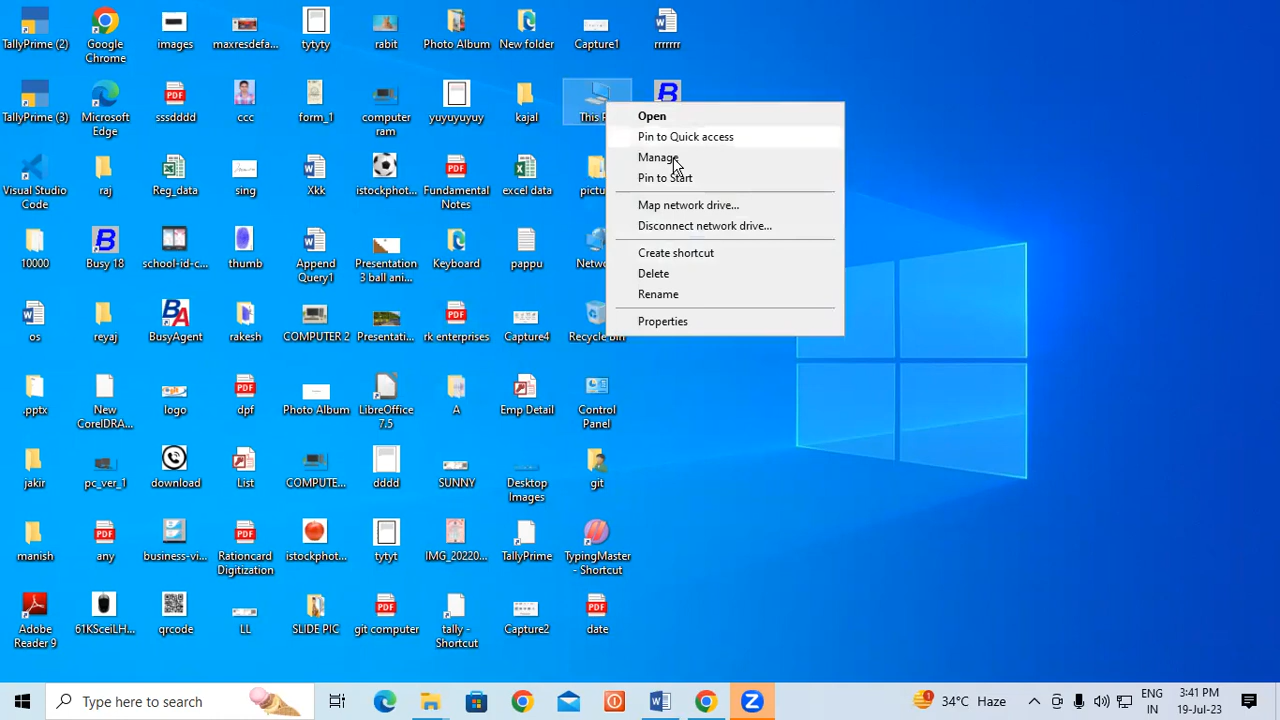 TallyPrime (2)
Google
Chrome
images
maxresdefa...
tytyty
rabit
Photo Album
New folder
Capture1
rrrrrrr
TallyPrime (3)
Microsoft
Edge
sssdddd
ccc
form_1
computer
ram
yuyuyuyuy
kajal
This P
Open
Pin to Quick access
Manage
Pin to Start
Map network drive...
Disconnect network drive...
Create shortcut
Delete
Rename
Properties
Visual Studio
Code
raj
Reg_data
sing
Xkk
istockphot...
Fundamental
Notes
excel data
pictu
10000
Busy 18
school-id-c...
thumb
Append
Query1
Presentation
3 ball ani...
Keyboard
pappu
Netwo
os
reyaj
BusyAgent
rakesh
COMPUTER 2
Presentati...
rk enterprises
Capture4
Recycle Bin
.pptx
New
CorelDRA...
logo
dpf
Photo Album
LibreOffice
7.5
A
Emp Detail
Control
Panel
jakir
pc_ver_1
download
List
COMPUTE...
dddd
SUNNY
Desktop
Images
git
manish
any
business-vi...
Rationcard
Digitization
istockphot...
tytyt
IMG_20220...
TallyPrime
TypingMaster
- Shortcut
Adobe
Reader 9
61KSceiLH...
qrcode
LL
SLIDE PIC
git computer
tally -
Shortcut
Capture2
date
Type here to search
34°C Haze
ENG
IN
3:41 PM
19-Jul-23